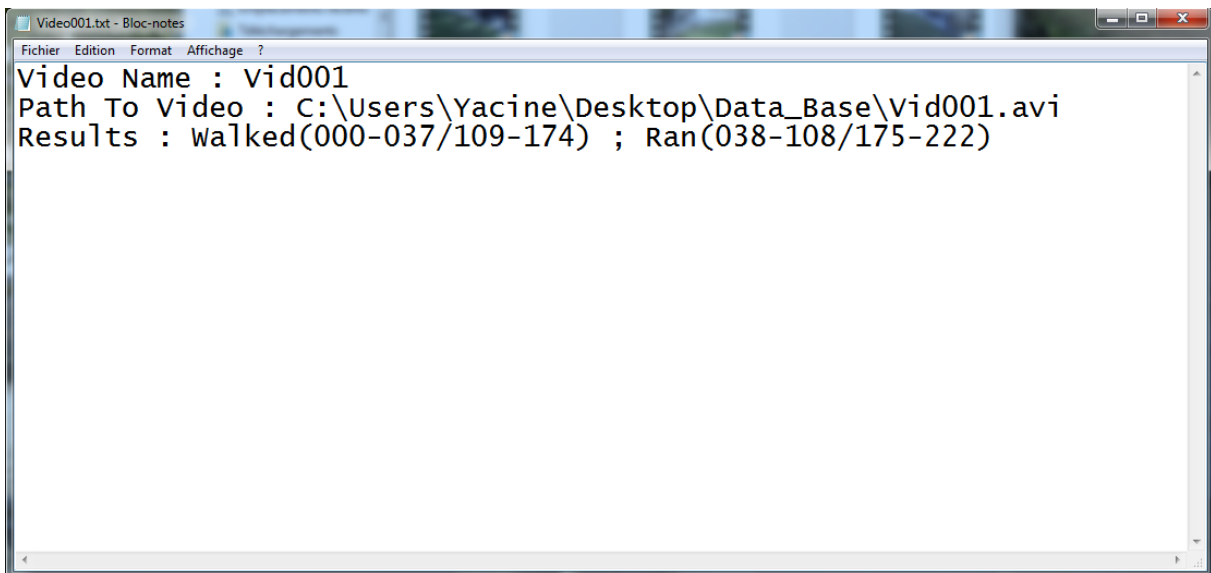 Video001.txt - Bloc-notes
Fichier Edition Format Affichage ?
Video Name : Vid001
Path To Video : C:\Users\Yacine\Desktop\Data_Base\Vid001.avi
Results : Walked(000-037/109-174) ; Ran(038-108/175-222)